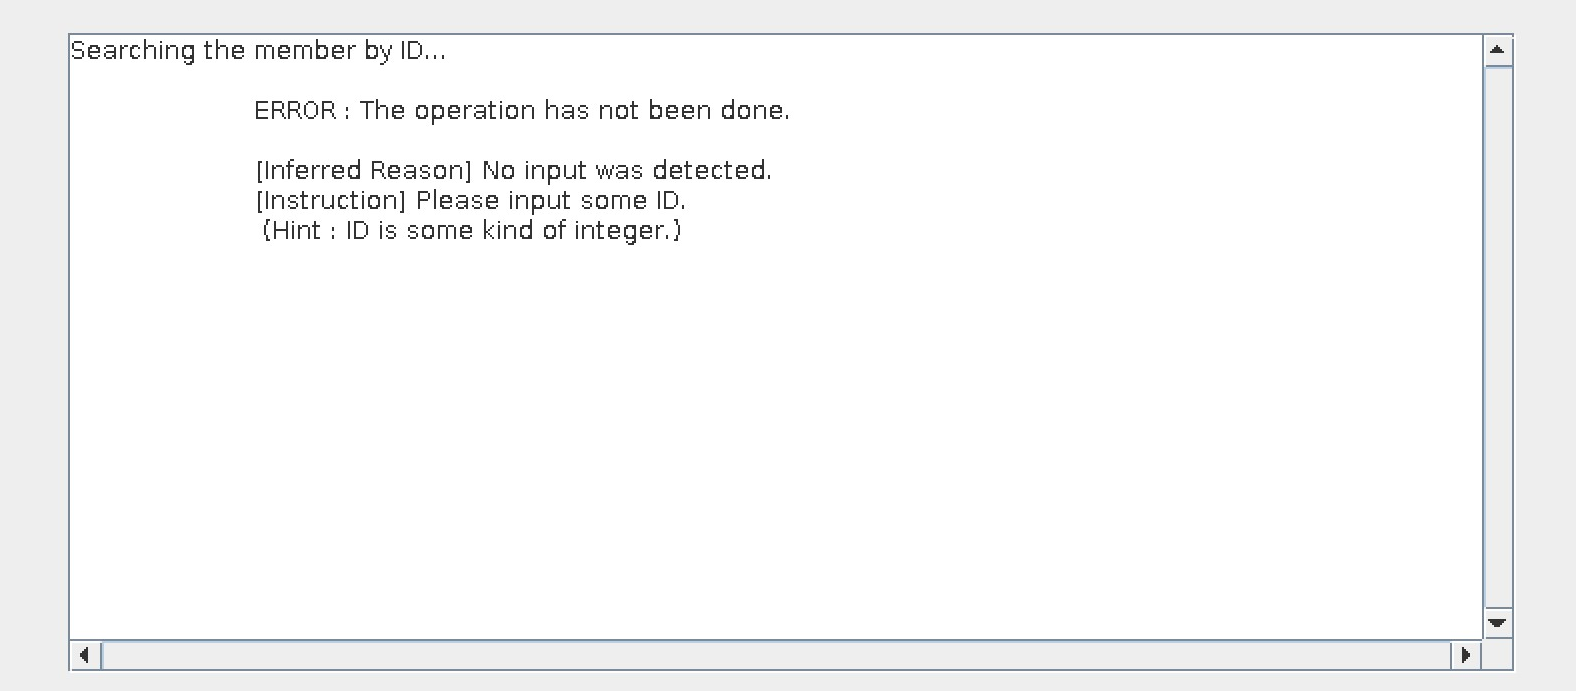 Searching the member by ID...
ERROR : The operation has not been done.
[Inferred Reason] No input was detected.
[Instruction] Please input some ID.
{Hint : ID is some kind of integer.}